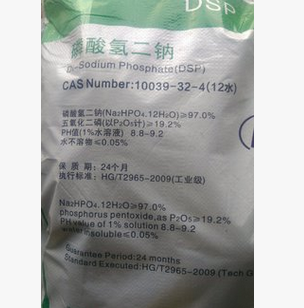 DSP
磷酸氢二钠
Di-Sodium Phosphate(DSP)
CAS Number:10039-32-4(12水)
磷酸氢二钠(Na₂HPO₄.12H₂O)≥97.0%
五氧化二磷(以P₂O₅计)≥19.2%
PH值(1%水溶液) 8.8-9.2
水不溶物≤0.05%
保 质 期：24个月
执行标准：HG/T2965-2009(工业级)
Na₂HPO₄.12H₂O≥97.0%
phosphorus pentoxide,as P₂O₅≥19.2%
PH value of 1% solution 8.8-9.2
water insoluble≤0.05%
Guarantee Period:24 months
Standard Executed:HG/T2965-2009 (Tech G